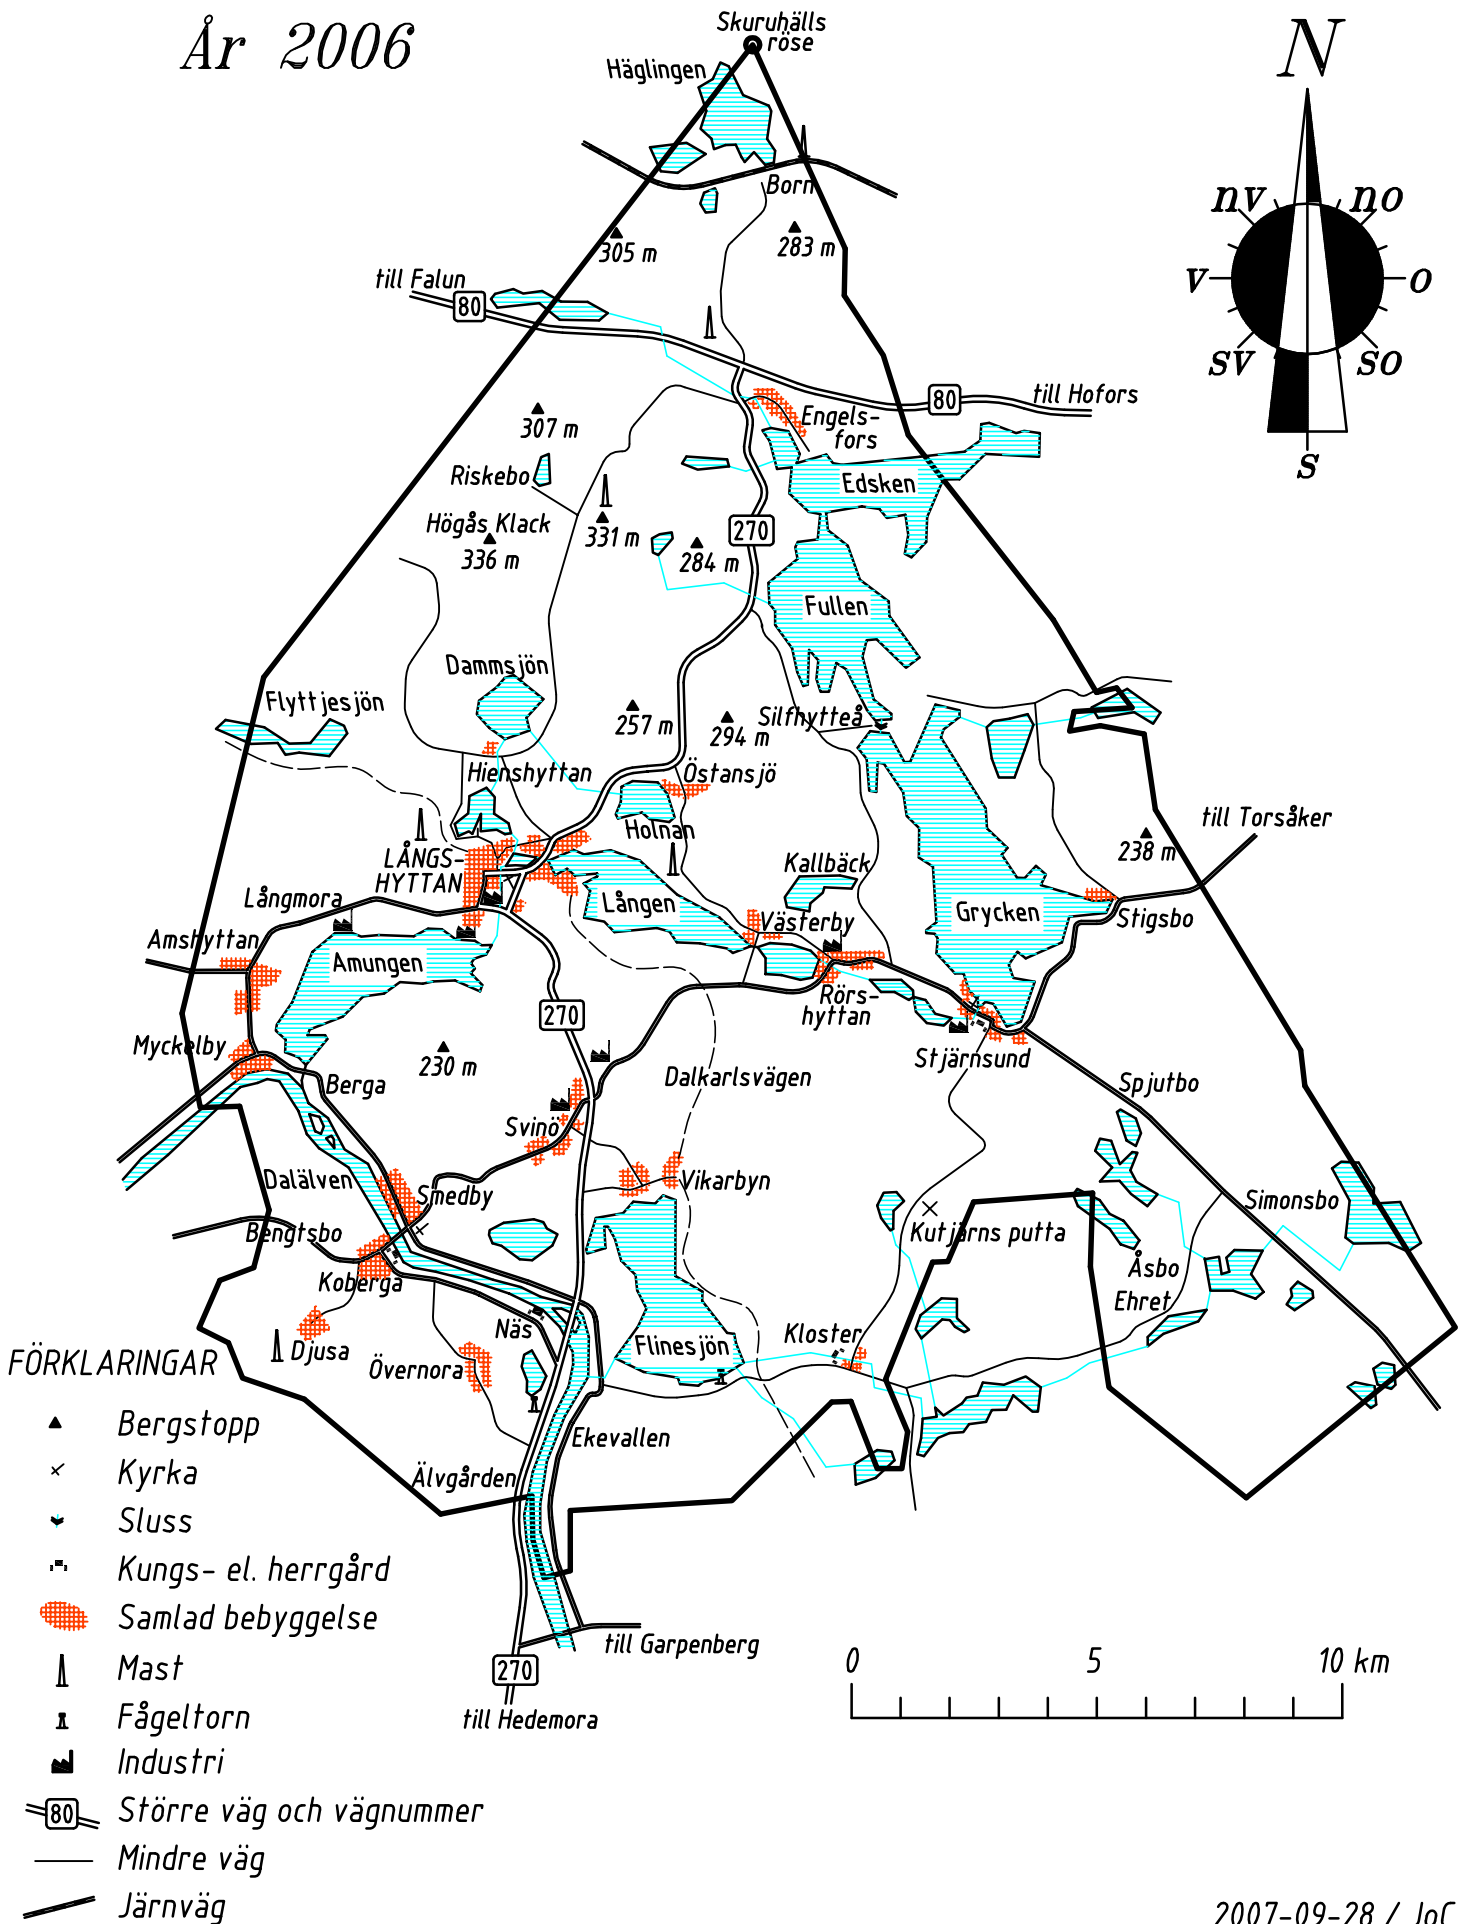 År 2006
Skuruhälls
röse
N
Häglingen
Born
nv
no
305 m
283 m
till Falun
80
v
o
sv
so
till Hofors
80
s
307 m
Engels-
fors
Riskebo
Edsken
Högås Klack
336 m
331 m
270
284 m
Fullen
Dammsjön
Flyttjesjön
257 m
294 m
Silfhytteå
Hienshyttan
Östansjö
Holnan
till Torsåker
238 m
LÅNGS-
HYTTAN
Kallbäck
Långmora
Lången
Grycken
Stigsbo
Västerby
Amshyttan
Amungen
Rörs-
hyttan
270
Myckelby
230 m
Stjärnsund
Berga
Dalkarlsvägen
Spjutbo
Svinö
Dalälven
Smedby
Vikarbyn
Simonsbo
Bengtsbo
Kutjärns putta
Koberga
Åsbo
Ehret
Näs
Kloster
Flinesjön
Djusa
Övernora
FÖRKLARINGAR
Bergstopp
Ekevallen
Kyrka
Älvgården
Sluss
Kungs- el. herrgård
Samlad bebyggelse
till Garpenberg
0 5 10 km
Mast
270
Fågeltorn
till Hedemora
Industri
80 Större väg och vägnummer
Mindre väg
Järnväg
2007-09-28 / JoC